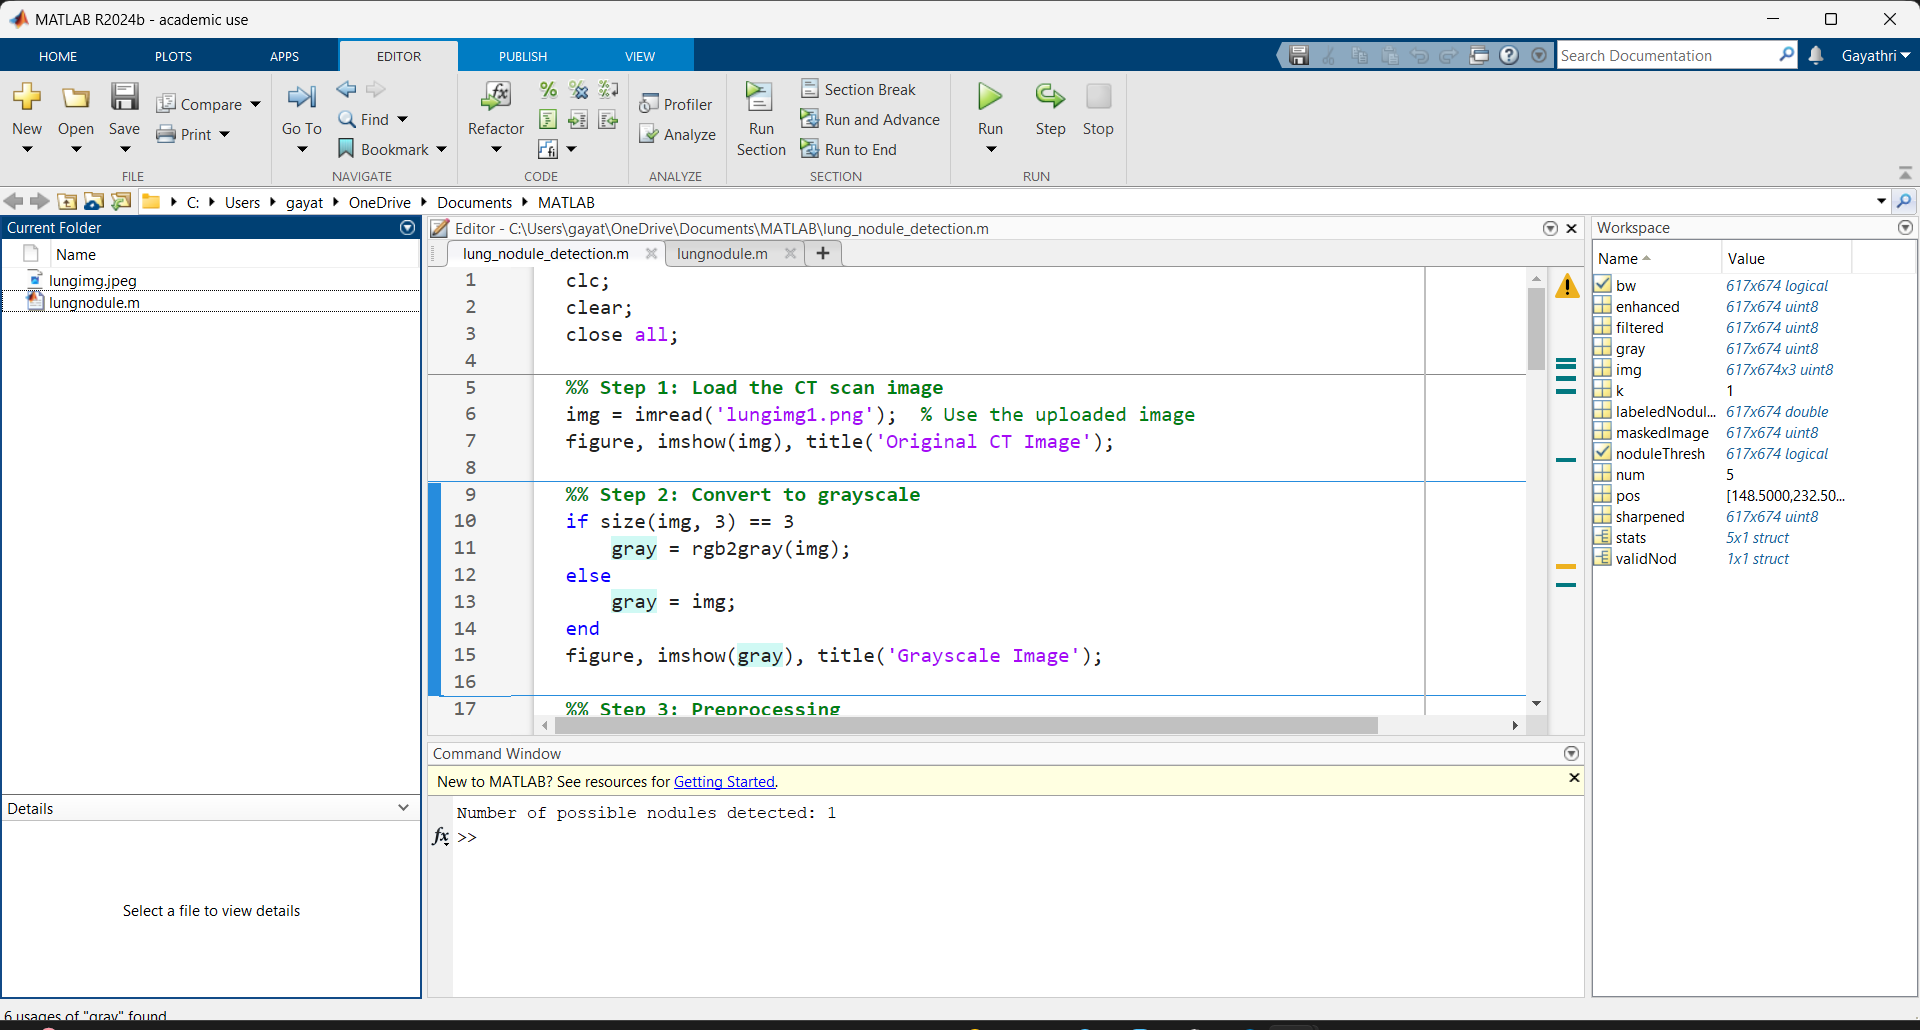 MATLAB R2024b - academic use
HOME PLOTS APPS EDITOR PUBLISH VIEW
Search Documentation
Gayathri
New
Open
Save
Compare
Print
FILE
Go To
Find
Bookmark
NAVIGATE
Refactor
CODE
Profiler
Analyze
ANALYZE
Run Section
Section Break
Run and Advance
Run to End
SECTION
Run
Step
Stop
RUN
C: Users gayat OneDrive Documents MATLAB
Current Folder
Name
lungimg.jpeg
lungnodule.m
Details
Select a file to view details
Editor - C:\Users\gayat\OneDrive\Documents\MATLAB\lung_nodule_detection.m
lung_nodule_detection.m lungnodule.m
1 clc;
2 clear;
3 close all;
4
5 %% Step 1: Load the CT scan image
6 img = imread('lungimg1.png'); % Use the uploaded image
7 figure, imshow(img), title('Original CT Image');
8
9 %% Step 2: Convert to grayscale
10 if size(img, 3) == 3
11 gray = rgb2gray(img);
12 else
13 gray = img;
14 end
15 figure, imshow(gray), title('Grayscale Image');
16
17 %% Step 3: Preprocessing
Command Window
New to MATLAB? See resources for Getting Started.
Number of possible nodules detected: 1
fx >>
Workspace
Name Value
bw 617x674 logical
enhanced 617x674 uint8
filtered 617x674 uint8
gray 617x674 uint8
img 617x674x3 uint8
k 1
labeledNodul... 617x674 double
maskedImage 617x674 uint8
noduleThresh 617x674 logical
num 5
pos [148.5000,232.50...
sharpened 617x674 uint8
stats 5x1 struct
validNod 1x1 struct
6 usages of "gray" found